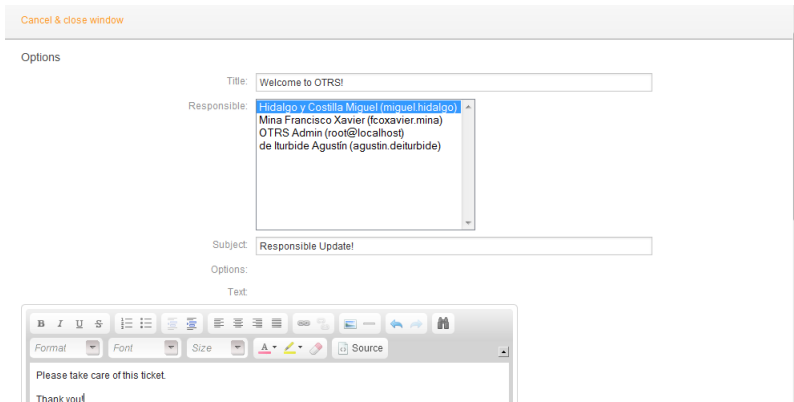 Cancel & close window
Options
Title: Welcome to OTRS!
Responsible: Hidalgo y Costilla Miguel (miguel.hidalgo)
Mina Francisco Xavier (fcoxavier.mina)
OTRS Admin (root@localhost)
de Iturbide Agustín (agustin.deiturbide)
Subject: Responsible Update!
Options:
Text:
B I U S
Format Font Size A Source
Please take care of this ticket.
Thank you!